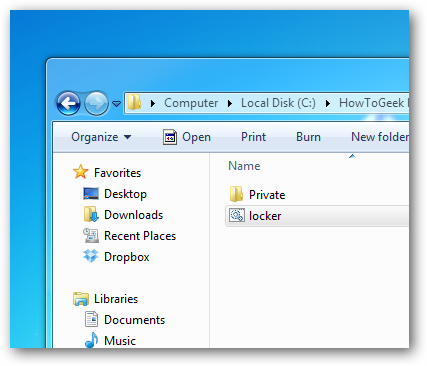 Computer Local Disk (C:) HowToGeek
Organize Open Print Burn New folder
Name
Favorites
Desktop
Downloads
Recent Places
Dropbox
Libraries
Documents
Music
Private
locker